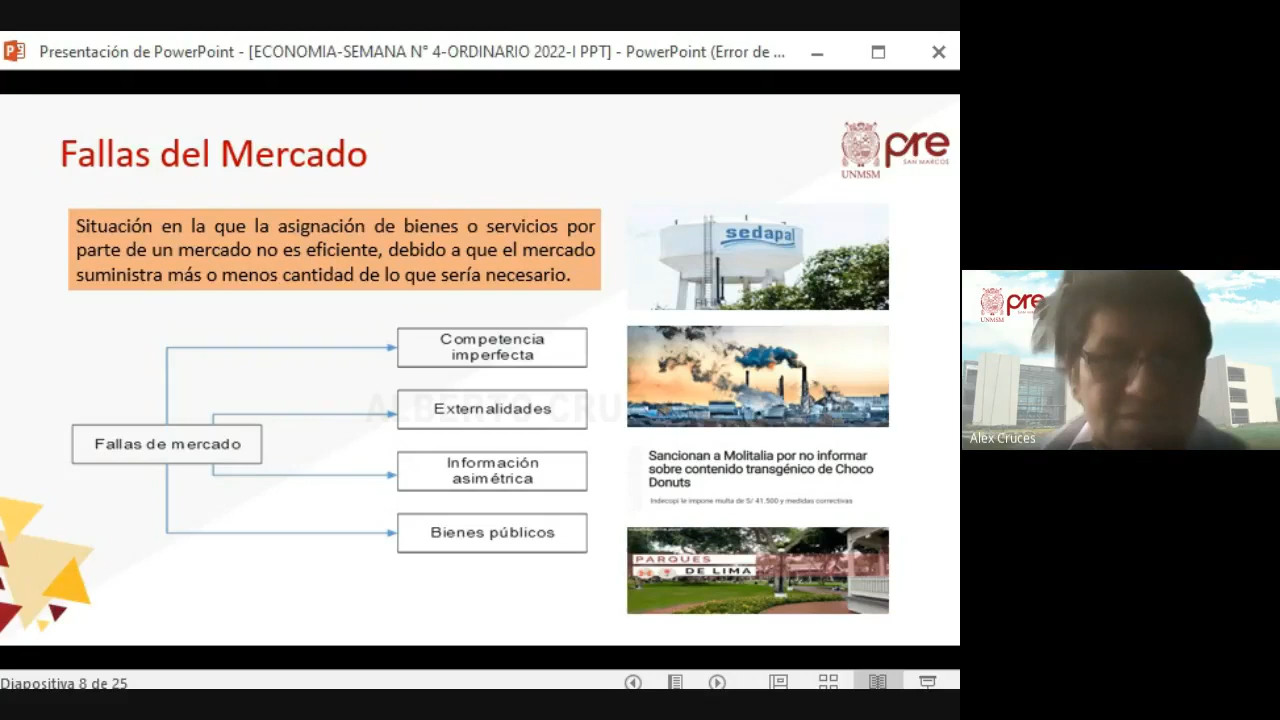 Presentación de PowerPoint - [ECONOMIA-SEMANA N° 4-ORDINARIO 2022-I PPT] - PowerPoint (Error de ...
Fallas del Mercado
pre
SAN MARCOS
UNMSM
Situación en la que la asignación de bienes o servicios por
parte de un mercado no es eficiente, debido a que el mercado
suministra más o menos cantidad de lo que sería necesario.
sedapal
Competencia
imperfecta
Externalidades
ALBERTO CRU
Fallas de mercado
Información
asimétrica
Bienes públicos
Sancionan a Molitalia por no informar
sobre contenido transgénico de Choco
Donuts
Indecopi le impone multa de S/ 41,500 y medidas correctivas
PARQUES
DE LIMA
Diapositiva 8 de 25
pre
UNMSM
Alex Cruces